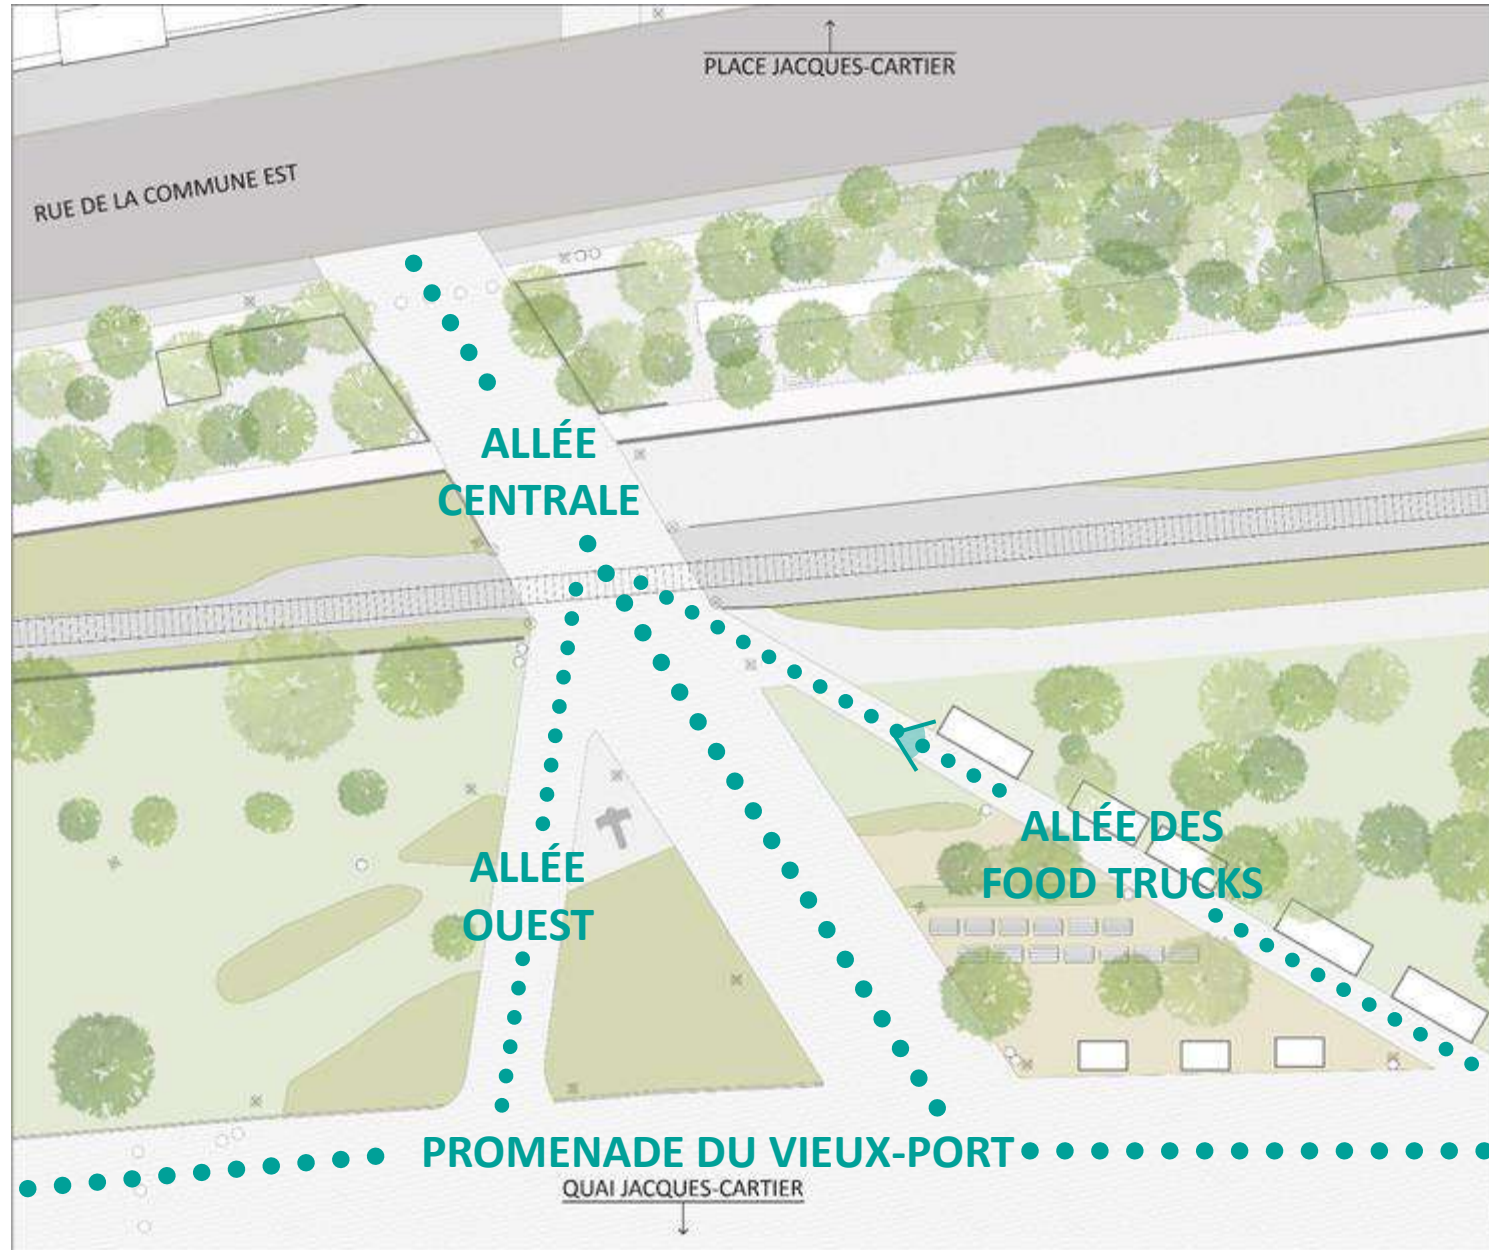 PLACE JACQUES-CARTIER
RUE DE LA COMMUNE EST
ALLÉE
CENTRALE
ALLÉE DES
FOOD TRUCKS
ALLÉE
OUEST
PROMENADE DU VIEUX-PORT
QUAI JACQUES-CARTIER